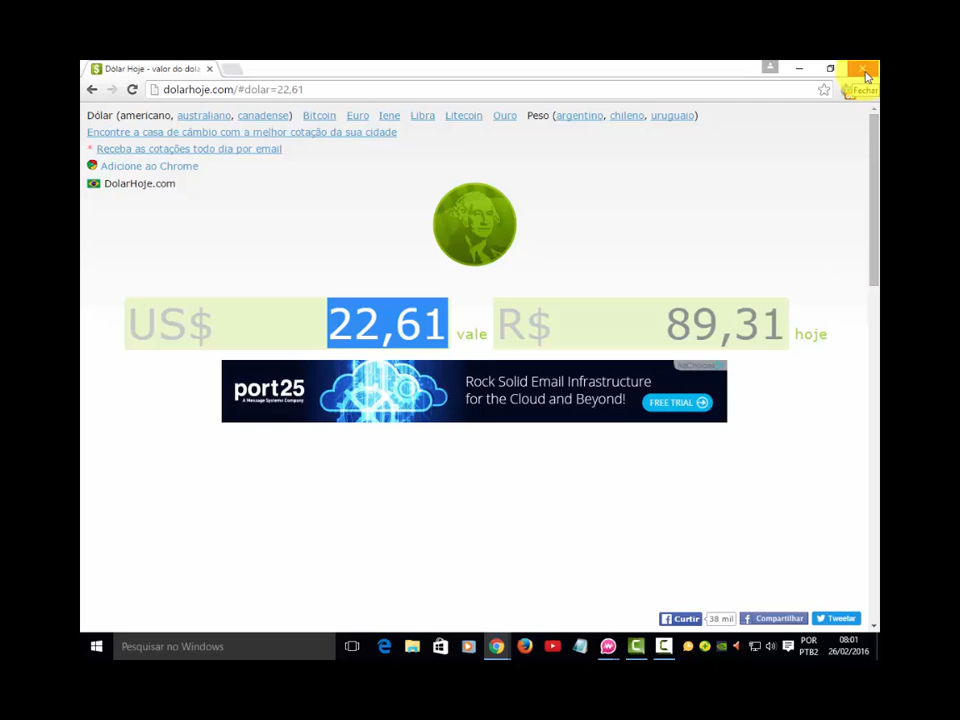 Dólar Hoje - valor do dola
Fechar
dolarhoje.com/#dolar=22,61
Dólar (americano, australiano, canadense) Bitcoin Euro Iene Libra Litecoin Ouro Peso (argentino, chileno, uruguaio)
Encontre a casa de câmbio com a melhor cotação da sua cidade
* Receba as cotações todo dia por email
Adicione ao Chrome
DolarHoje.com
US$ 22,61 vale R$ 89,31 hoje
port25
A Message Systems Company
Rock Solid Email Infrastructure
for the Cloud and Beyond!
FREE TRIAL
Curtir 38 mil Compartilhar Tweetar
Pesquisar no Windows
POR
PTB2
08:01
26/02/2016